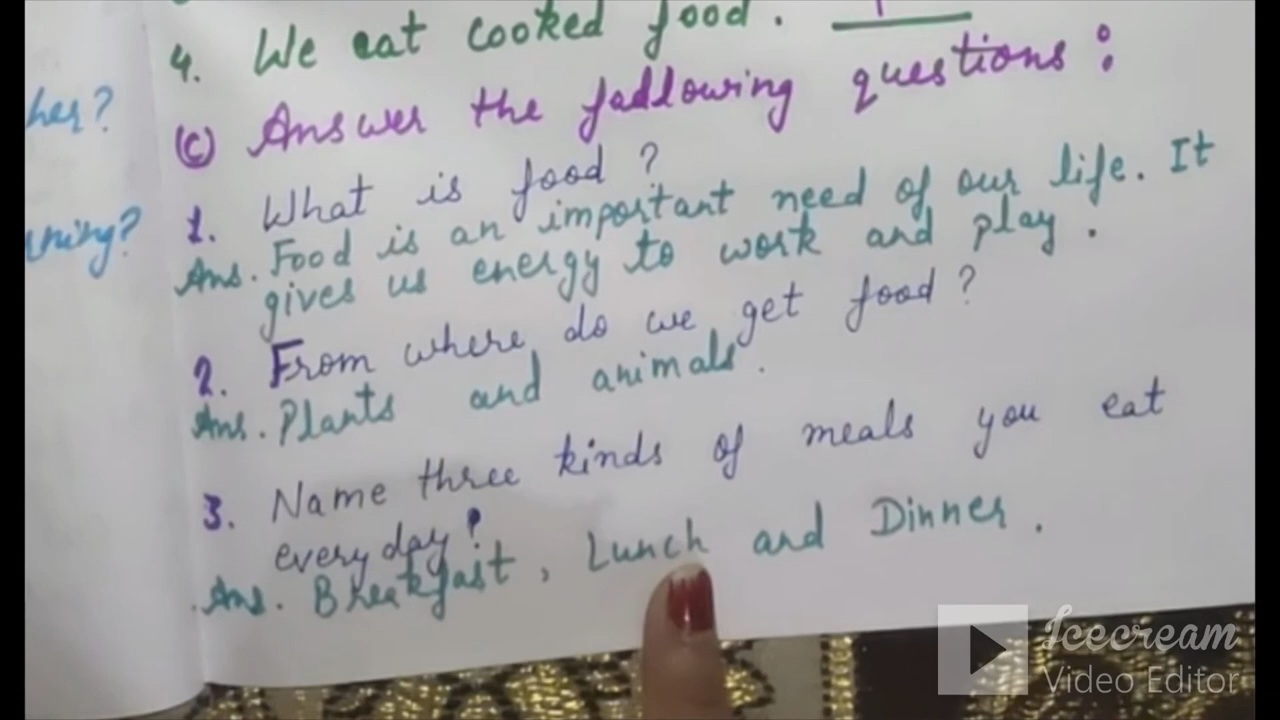 4. We eat cooked food.
her?
(C) Answer the fadlowing questions:
1. What is food?
Ans. Food is an important need of our life. It
gives us energy to work and play.
2. From where do we get food?
Ans. Plants and animals.
3. Name three kinds of meals you eat
everyday?
Ans. Breakfast, Lunch and Dinner.
Icecream
Video Editor